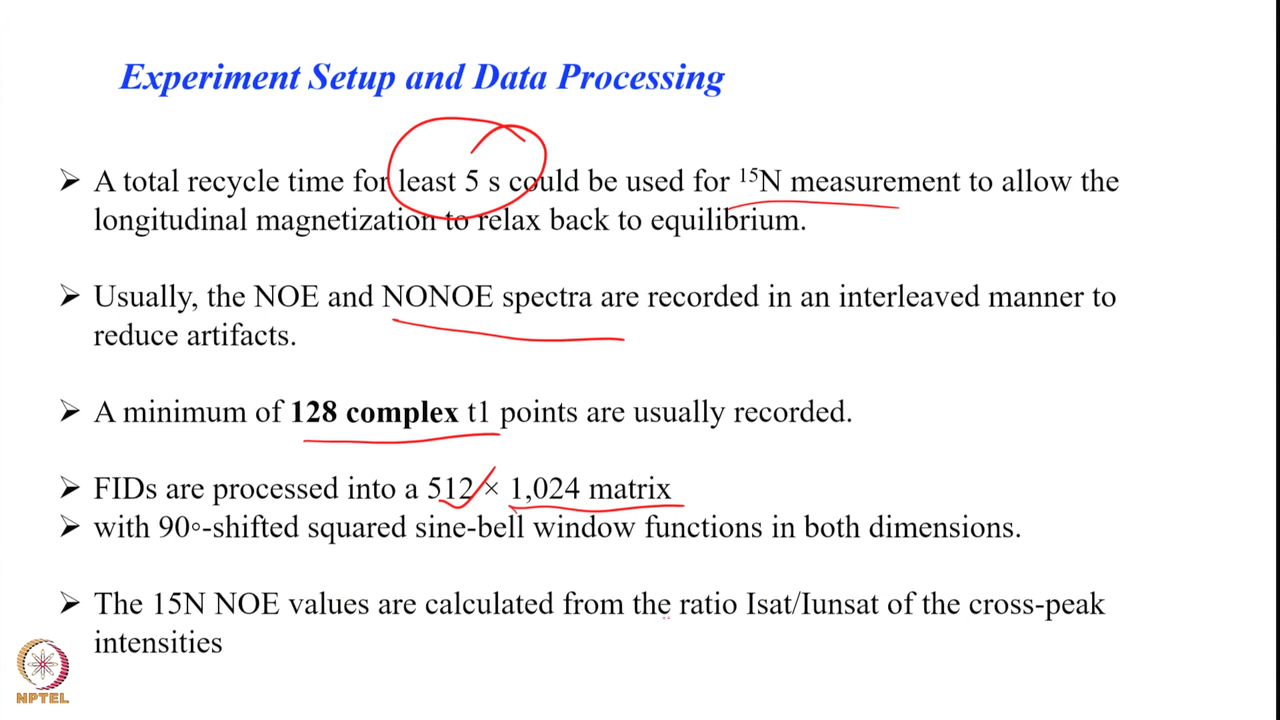 Experiment Setup and Data Processing
➢ A total recycle time for least 5 s could be used for ¹⁵N measurement to allow the
longitudinal magnetization to relax back to equilibrium.
➢ Usually, the NOE and NONOE spectra are recorded in an interleaved manner to
reduce artifacts.
➢ A minimum of 128 complex t1 points are usually recorded.
➢ FIDs are processed into a 512 × 1,024 matrix
➢ with 90◦-shifted squared sine-bell window functions in both dimensions.
➢ The 15N NOE values are calculated from the ratio Isat/Iunsat of the cross-peak
intensities
NPTEL